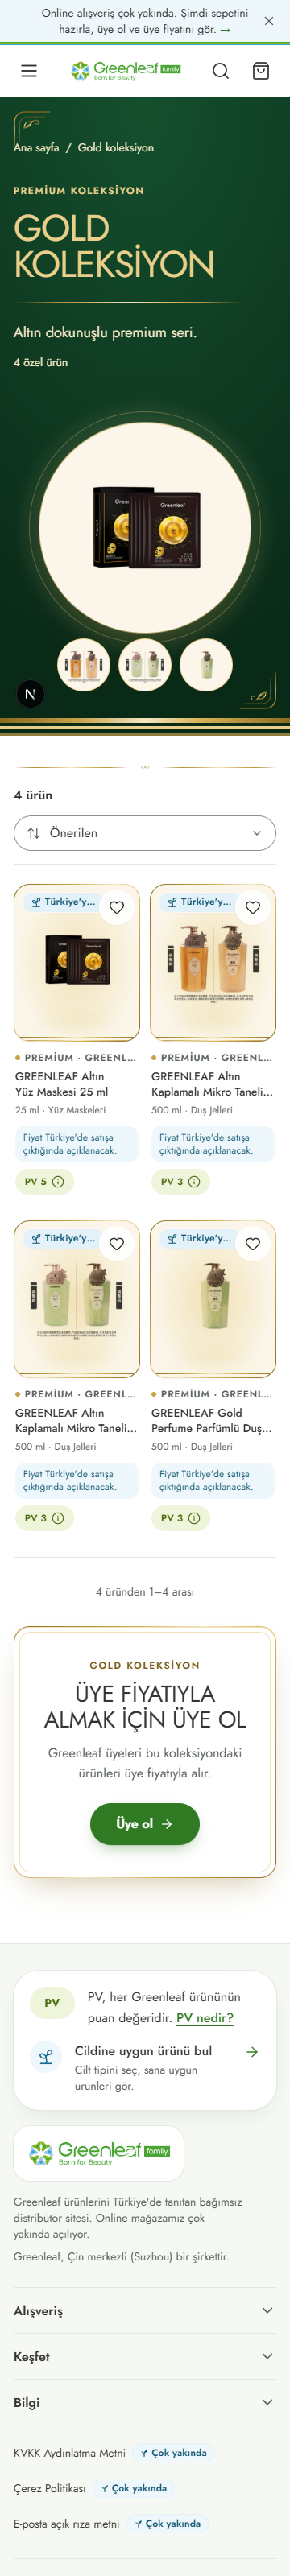 Online alışveriş çok yakında. Şimdi sepetini
hazırla, üye ol ve üye fiyatını gör. →
Greenleaf family
Born for Beauty
Ana sayfa / Gold koleksiyon
PREMİUM KOLEKSİYON
GOLD
KOLEKSİYON
Altın dokunuşlu premium seri.
4 özel ürün
Greenleaf
N
4 ürün
Önerilen
Türkiye'y...
Türkiye'y...
PREMİUM · GREENL...
PREMİUM · GREENL...
GREENLEAF Altın
Yüz Maskesi 25 ml
GREENLEAF Altın
Kaplamalı Mikro Taneli...
25 ml · Yüz Maskeleri
500 ml · Duş Jelleri
Fiyat Türkiye'de satışa
çıktığında açıklanacak.
Fiyat Türkiye'de satışa
çıktığında açıklanacak.
PV 5
PV 3
Türkiye'y...
Türkiye'y...
PREMİUM · GREENL...
PREMİUM · GREENL...
GREENLEAF Altın
Kaplamalı Mikro Taneli...
GREENLEAF Gold
Perfume Parfümlü Duş...
500 ml · Duş Jelleri
500 ml · Duş Jelleri
Fiyat Türkiye'de satışa
çıktığında açıklanacak.
Fiyat Türkiye'de satışa
çıktığında açıklanacak.
PV 3
PV 3
4 üründen 1–4 arası
GOLD KOLEKSİYON
ÜYE FİYATIYLA
ALMAK İÇİN ÜYE OL
Greenleaf üyeleri bu koleksiyondaki
ürünleri üye fiyatıyla alır.
Üye ol →
PV
PV, her Greenleaf ürününün
puan değeridir. PV nedir?
Cildine uygun ürünü bul
Cilt tipini seç, sana uygun
ürünleri gör.
Greenleaf family
Born for Beauty
Greenleaf ürünlerini Türkiye'de tanıtan bağımsız
distribütör sitesi. Online mağazamız çok
yakında açılıyor.
Greenleaf, Çin merkezli (Suzhou) bir şirkettir.
Alışveriş
Keşfet
Bilgi
KVKK Aydınlatma Metni Çok yakında
Çerez Politikası Çok yakında
E-posta açık rıza metni Çok yakında